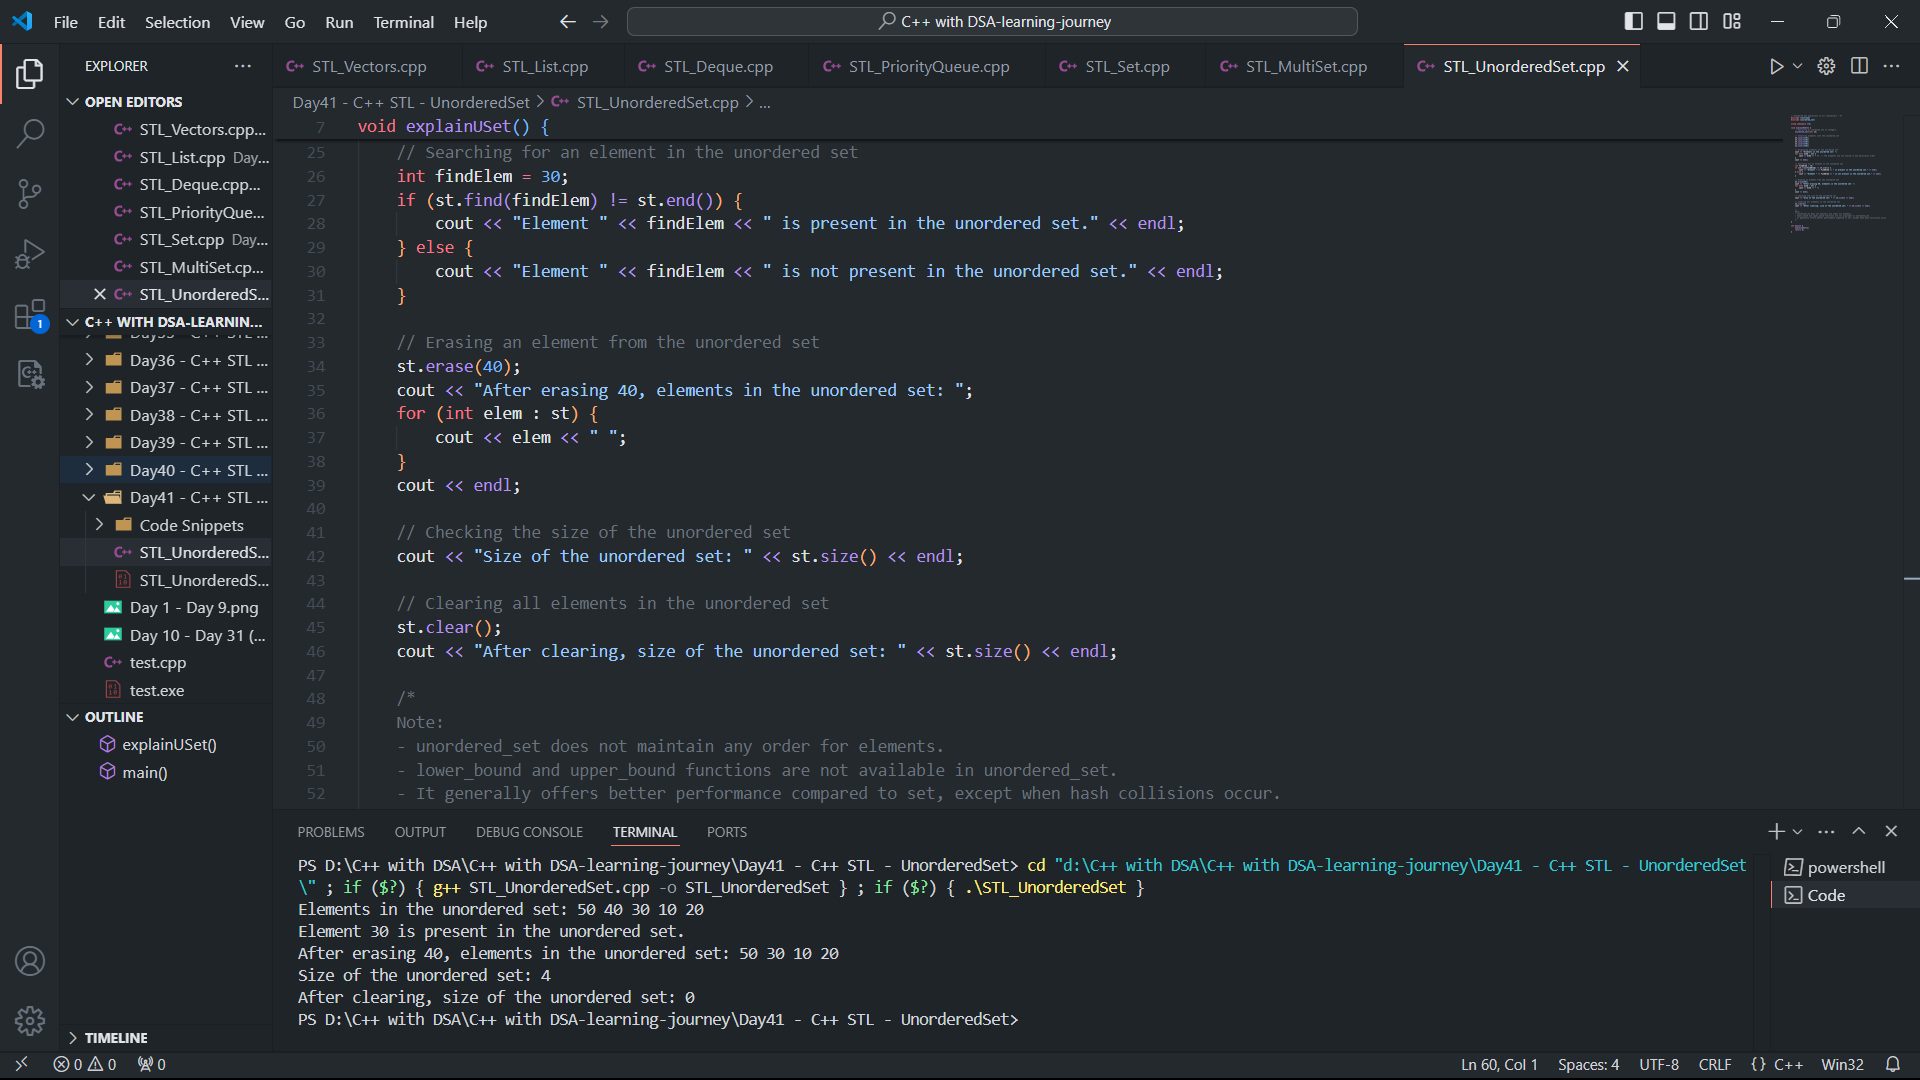 File Edit Selection View Go Run Terminal Help
C++ with DSA-learning-journey
EXPLORER
OPEN EDITORS
STL_Vectors.cpp...
STL_List.cpp Day...
STL_Deque.cpp...
STL_PriorityQue...
STL_Set.cpp Day...
STL_MultiSet.cp...
STL_UnorderedS...
C++ WITH DSA-LEARNIN...
Day36 - C++ STL ...
Day37 - C++ STL ...
Day38 - C++ STL ...
Day39 - C++ STL ...
Day40 - C++ STL ...
Day41 - C++ STL ...
Code Snippets
STL_UnorderedS...
STL_UnorderedS...
Day 1 - Day 9.png
Day 10 - Day 31 (...
test.cpp
test.exe
OUTLINE
explainUSet()
main()
TIMELINE
STL_Vectors.cpp STL_List.cpp STL_Deque.cpp STL_PriorityQueue.cpp STL_Set.cpp STL_MultiSet.cpp STL_UnorderedSet.cpp
Day41 - C++ STL - UnorderedSet > STL_UnorderedSet.cpp > ...
7 void explainUSet() {
25 // Searching for an element in the unordered set
26 int findElem = 30;
27 if (st.find(findElem) != st.end()) {
28 cout << "Element " << findElem << " is present in the unordered set." << endl;
29 } else {
30 cout << "Element " << findElem << " is not present in the unordered set." << endl;
31 }
32
33 // Erasing an element from the unordered set
34 st.erase(40);
35 cout << "After erasing 40, elements in the unordered set: ";
36 for (int elem : st) {
37 cout << elem << " ";
38 }
39 cout << endl;
40
41 // Checking the size of the unordered set
42 cout << "Size of the unordered set: " << st.size() << endl;
43
44 // Clearing all elements in the unordered set
45 st.clear();
46 cout << "After clearing, size of the unordered set: " << st.size() << endl;
47
48 /*
49 Note:
50 - unordered_set does not maintain any order for elements.
51 - lower_bound and upper_bound functions are not available in unordered_set.
52 - It generally offers better performance compared to set, except when hash collisions occur.
PROBLEMS OUTPUT DEBUG CONSOLE TERMINAL PORTS
PS D:\C++ with DSA\C++ with DSA-learning-journey\Day41 - C++ STL - UnorderedSet> cd "d:\C++ with DSA\C++ with DSA-learning-journey\Day41 - C++ STL - UnorderedSet
\" ; if ($?) { g++ STL_UnorderedSet.cpp -o STL_UnorderedSet } ; if ($?) { .\STL_UnorderedSet }
Elements in the unordered set: 50 40 30 10 20
Element 30 is present in the unordered set.
After erasing 40, elements in the unordered set: 50 30 10 20
Size of the unordered set: 4
After clearing, size of the unordered set: 0
PS D:\C++ with DSA\C++ with DSA-learning-journey\Day41 - C++ STL - UnorderedSet>
powershell
Code
1
0 0 0
Ln 60, Col 1 Spaces: 4 UTF-8 CRLF {} C++ Win32